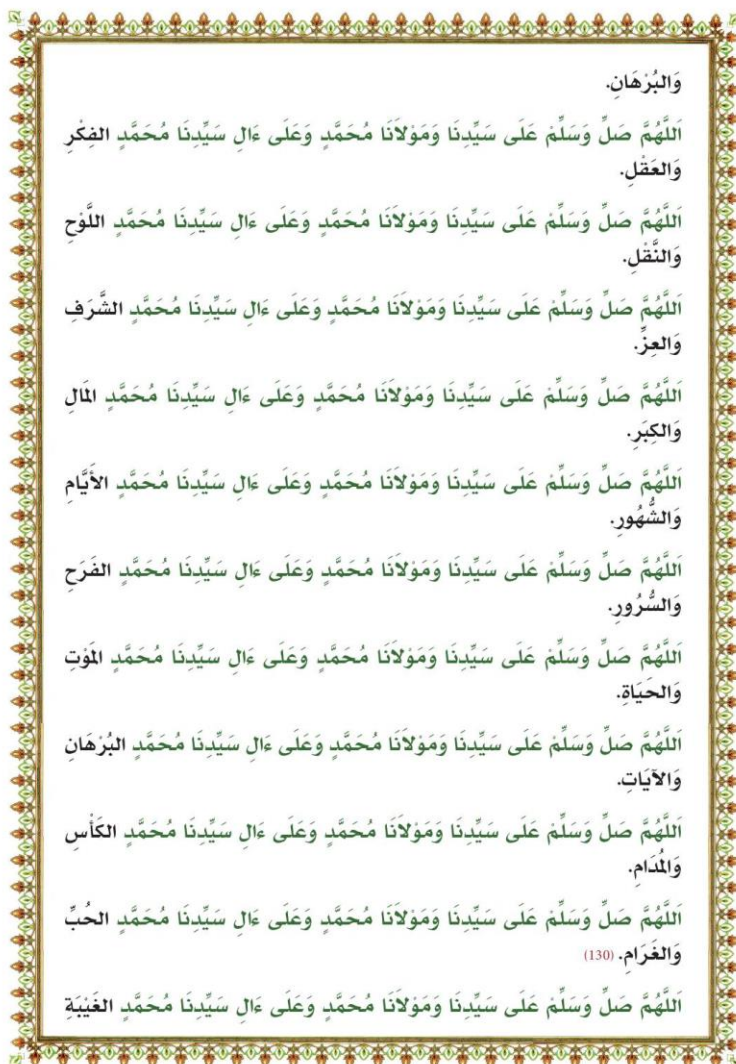 وَالبُرْهَانِ.
اَللَّهُمَّ صَلِّ وَسَلِّمْ عَلَى سَيِّدِنَا وَمَوْلاَنَا مُحَمَّدٍ وَعَلَى ءَالِ سَيِّدِنَا مُحَمَّدٍ الفِكْرِ
وَالعَقْلِ.
اَللَّهُمَّ صَلِّ وَسَلِّمْ عَلَى سَيِّدِنَا وَمَوْلاَنَا مُحَمَّدٍ وَعَلَى ءَالِ سَيِّدِنَا مُحَمَّدٍ اللَّوْحِ
وَالنَّقْلِ.
اَللَّهُمَّ صَلِّ وَسَلِّمْ عَلَى سَيِّدِنَا وَمَوْلاَنَا مُحَمَّدٍ وَعَلَى ءَالِ سَيِّدِنَا مُحَمَّدٍ الشَّرَفِ
وَالعِزِّ.
اَللَّهُمَّ صَلِّ وَسَلِّمْ عَلَى سَيِّدِنَا وَمَوْلاَنَا مُحَمَّدٍ وَعَلَى ءَالِ سَيِّدِنَا مُحَمَّدٍ المَالِ
وَالكِبَرِ.
اَللَّهُمَّ صَلِّ وَسَلِّمْ عَلَى سَيِّدِنَا وَمَوْلاَنَا مُحَمَّدٍ وَعَلَى ءَالِ سَيِّدِنَا مُحَمَّدٍ الأَيَّامِ
وَالشُّهُورِ.
اَللَّهُمَّ صَلِّ وَسَلِّمْ عَلَى سَيِّدِنَا وَمَوْلاَنَا مُحَمَّدٍ وَعَلَى ءَالِ سَيِّدِنَا مُحَمَّدٍ الفَرَحِ
وَالسُّرُورِ.
اَللَّهُمَّ صَلِّ وَسَلِّمْ عَلَى سَيِّدِنَا وَمَوْلاَنَا مُحَمَّدٍ وَعَلَى ءَالِ سَيِّدِنَا مُحَمَّدٍ المَوْتِ
وَالحَيَاةِ.
اَللَّهُمَّ صَلِّ وَسَلِّمْ عَلَى سَيِّدِنَا وَمَوْلاَنَا مُحَمَّدٍ وَعَلَى ءَالِ سَيِّدِنَا مُحَمَّدٍ البُرْهَانِ
وَالآيَاتِ.
اَللَّهُمَّ صَلِّ وَسَلِّمْ عَلَى سَيِّدِنَا وَمَوْلاَنَا مُحَمَّدٍ وَعَلَى ءَالِ سَيِّدِنَا مُحَمَّدٍ الكَأْسِ
وَالمُدَامِ.
اَللَّهُمَّ صَلِّ وَسَلِّمْ عَلَى سَيِّدِنَا وَمَوْلاَنَا مُحَمَّدٍ وَعَلَى ءَالِ سَيِّدِنَا مُحَمَّدٍ الحُبِّ
وَالغَرَامِ. (130)
اَللَّهُمَّ صَلِّ وَسَلِّمْ عَلَى سَيِّدِنَا وَمَوْلاَنَا مُحَمَّدٍ وَعَلَى ءَالِ سَيِّدِنَا مُحَمَّدٍ الغَيْبَةِ